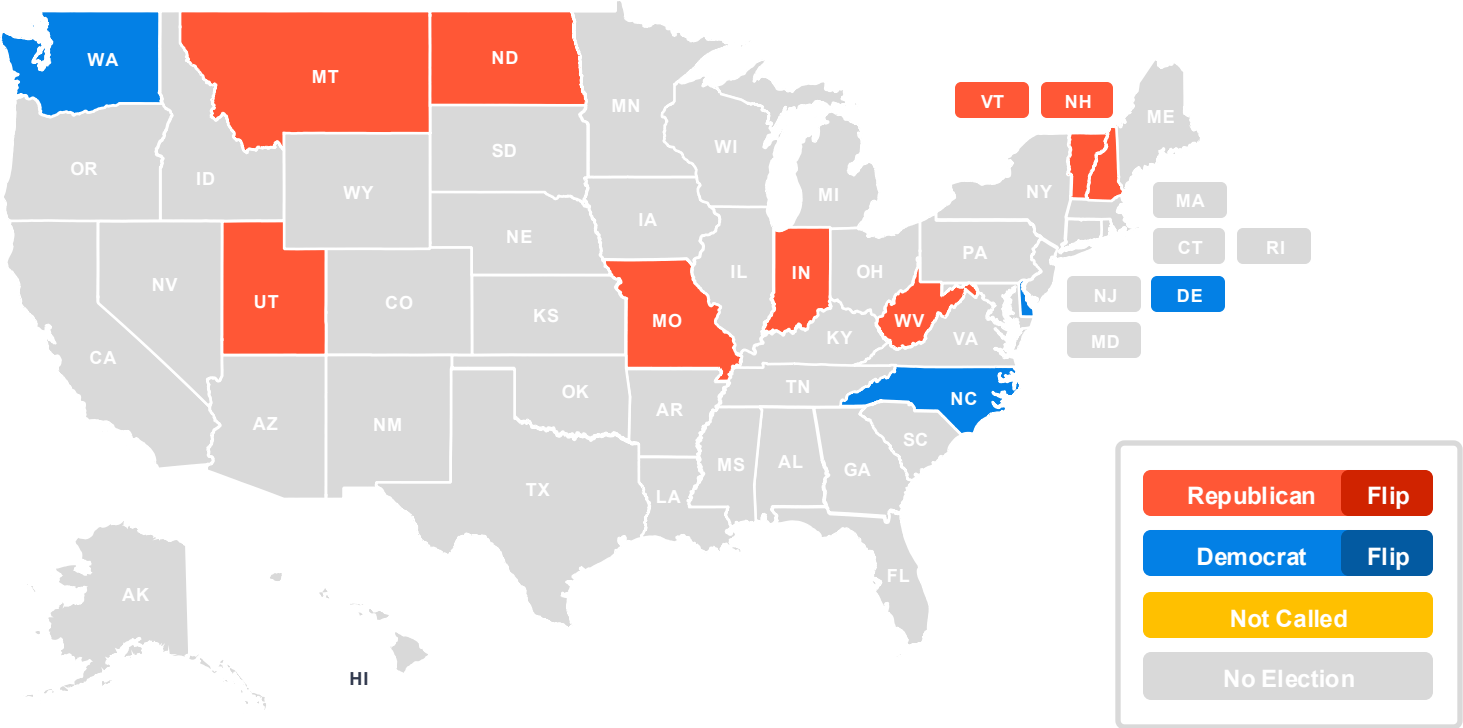 WA
MT
ND
MN
VT NH
ME
OR
ID
SD
WI
WY
MI
NY
MA
IA
NE
PA
CT RI
NV
UT
CO
IL
IN
OH
NJ DE
KS
MO
WV
KY
VA
MD
CA
TN
OK
AR
NC
AZ
NM
SC
MS
AL
GA
TX
LA
FL
AK
HI
Republican Flip
Democrat Flip
Not Called
No Election